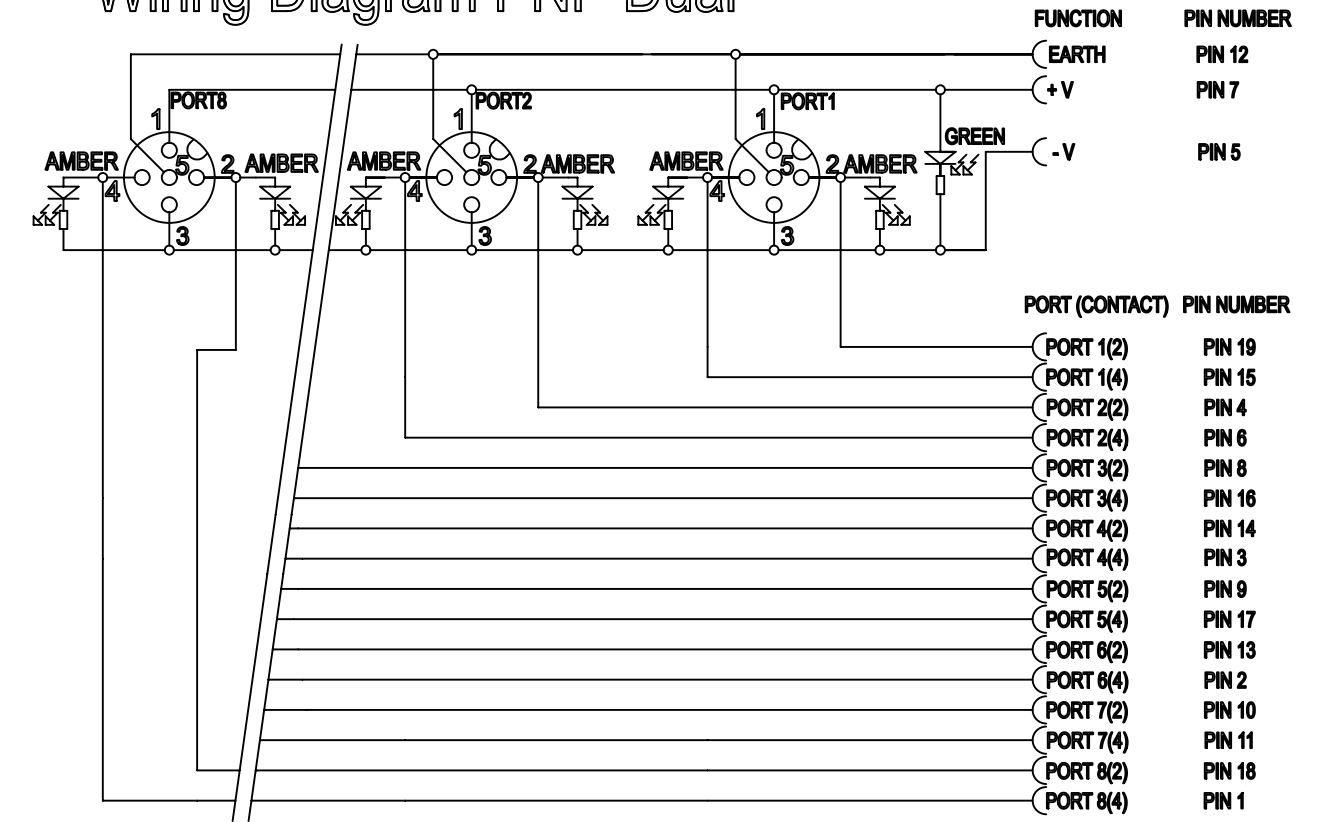 Wiring Diagram PNP Dual
FUNCTION PIN NUMBER
EARTH PIN 12
+ V PIN 7
- V PIN 5
PORT8 PORT2 PORT1
1 1 1
GREEN
AMBER 5 2 AMBER AMBER 5 2 AMBER AMBER 5 2 AMBER
4 4 4
3 3 3
PORT (CONTACT) PIN NUMBER
PORT 1(2) PIN 19
PORT 1(4) PIN 15
PORT 2(2) PIN 4
PORT 2(4) PIN 6
PORT 3(2) PIN 8
PORT 3(4) PIN 16
PORT 4(2) PIN 14
PORT 4(4) PIN 3
PORT 5(2) PIN 9
PORT 5(4) PIN 17
PORT 6(2) PIN 13
PORT 6(4) PIN 2
PORT 7(2) PIN 10
PORT 7(4) PIN 11
PORT 8(2) PIN 18
PORT 8(4) PIN 1